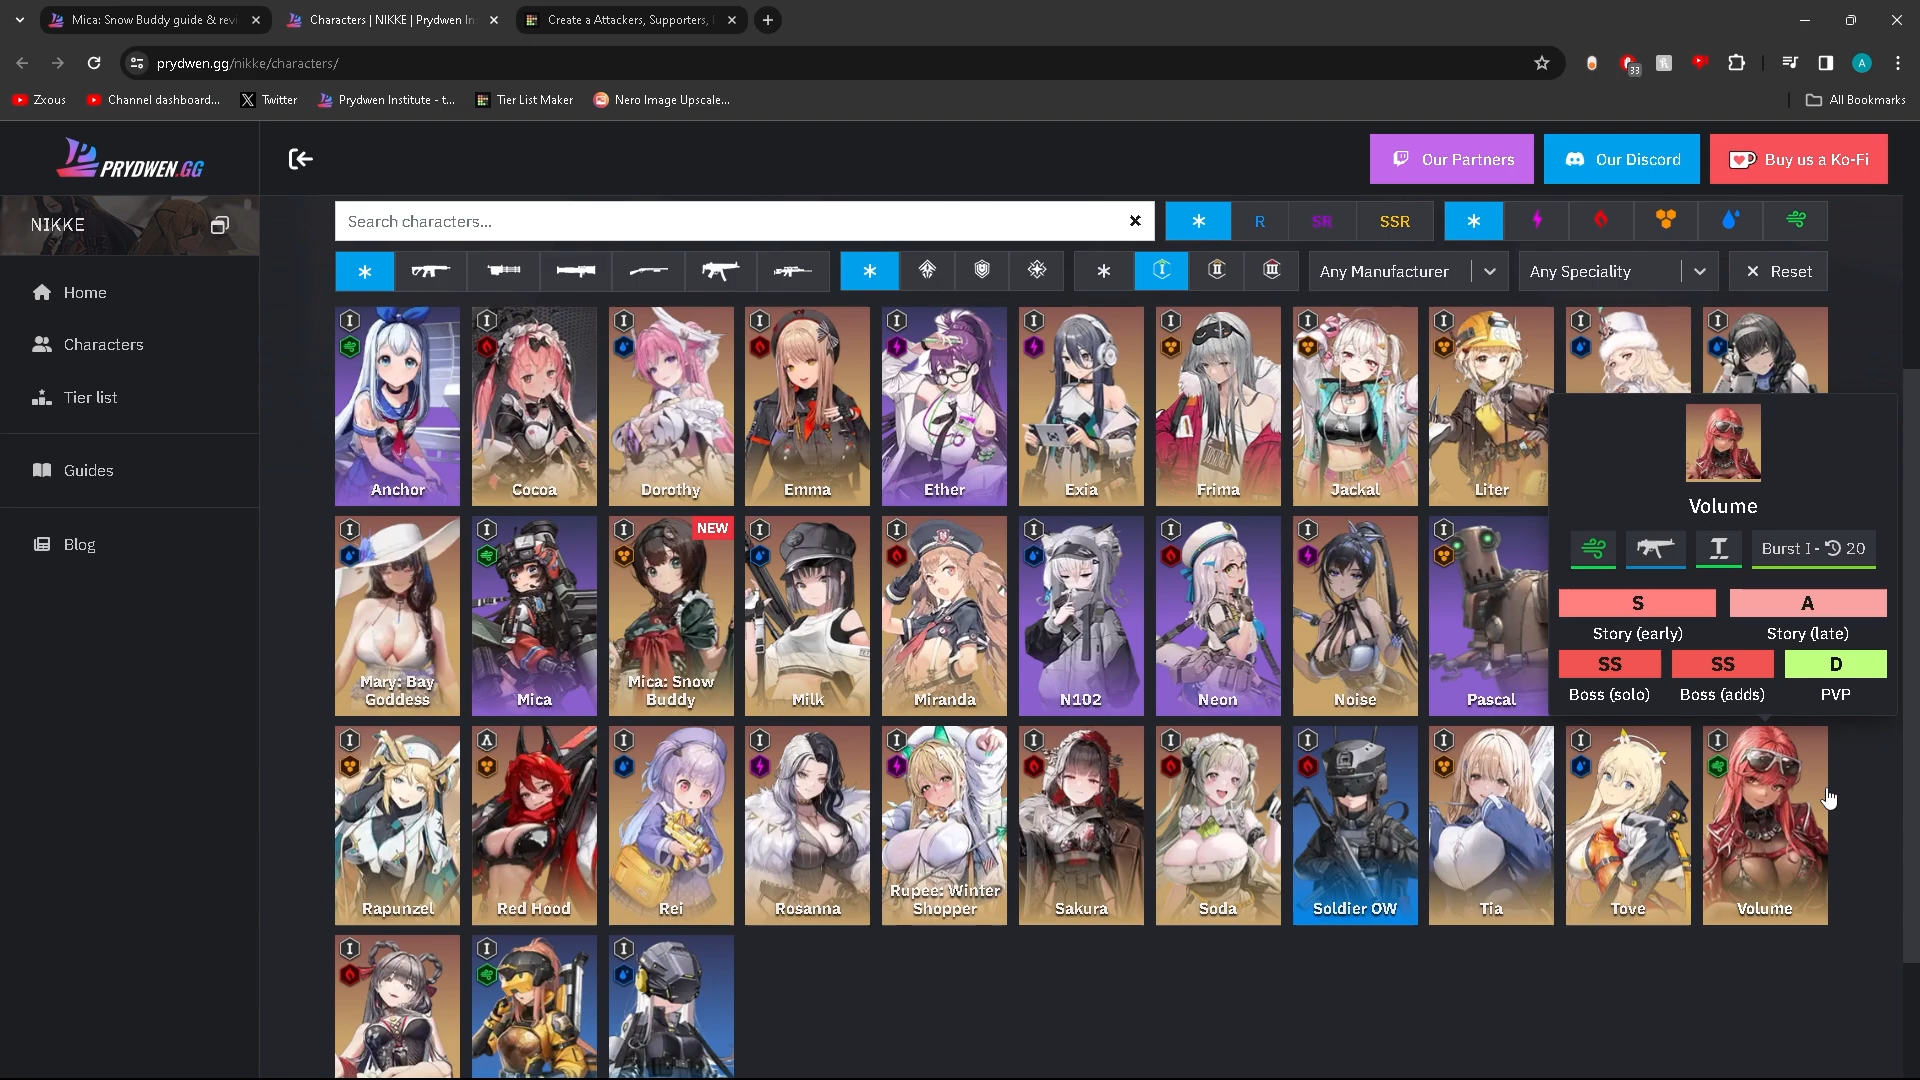 Mica: Snow Buddy guide & revi
Characters | NIKKE | Prydwen In
Create a Attackers, Supporters,
prydwen.gg/nikke/characters/
33
A
Zxous
Channel dashboard...
Twitter
Prydwen Institute - t...
Tier List Maker
Nero Image Upscale...
All Bookmarks
PRYDWEN.GG
Our Partners
Our Discord
Buy us a Ko-Fi
NIKKE
Search characters...
R
SR
SSR
I
II
III
Any Manufacturer
Any Speciality
Reset
Home
Characters
Tier list
Guides
Blog
Anchor
Cocoa
Dorothy
Emma
Ether
Exia
Frima
Jackal
Liter
Volume
Burst I - 20
S
A
Story (early)
Story (late)
SS
SS
D
Boss (solo)
Boss (adds)
PVP
NEW
Mary: Bay
Goddess
Mica
Mica: Snow
Buddy
Milk
Miranda
N102
Neon
Noise
Pascal
Rapunzel
Red Hood
Rei
Rosanna
Rupee: Winter
Shopper
Sakura
Soda
Soldier OW
Tia
Tove
Volume